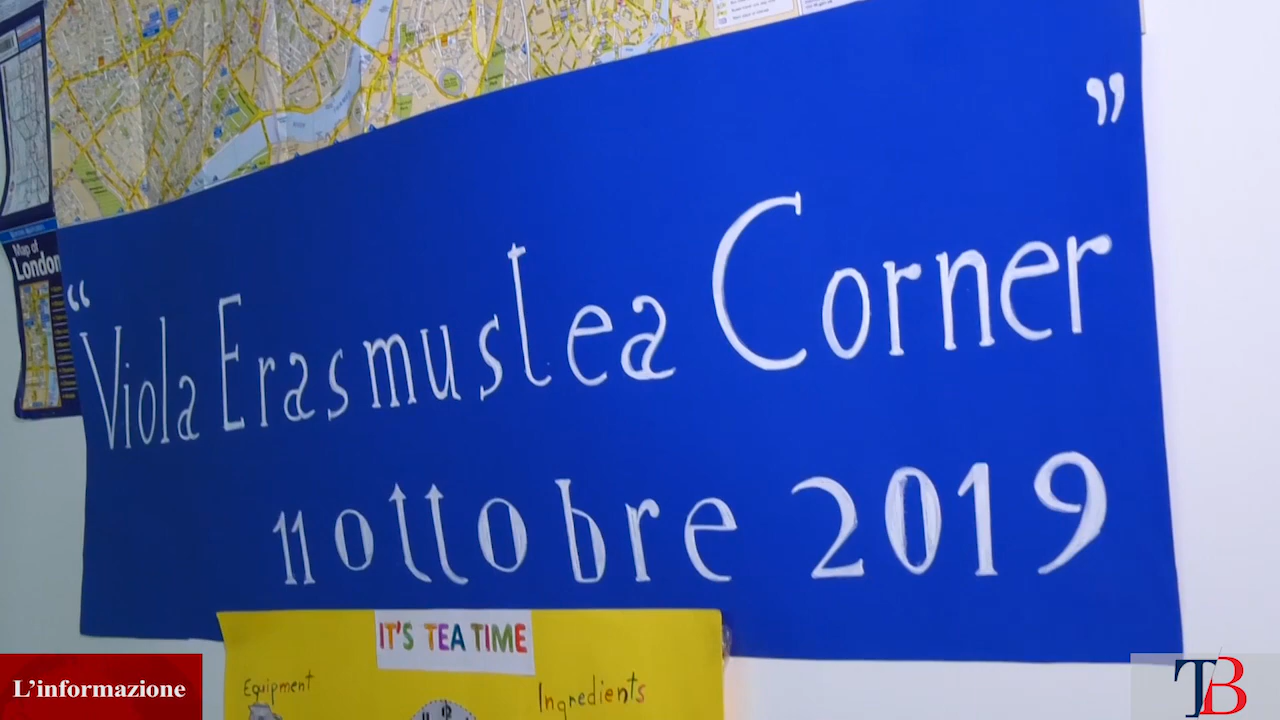 Map of
London
“Viola Erasmustea Corner”
11 ottobre 2019
IT'S TEA TIME
Equipment
Ingredients
L'informazione
TB